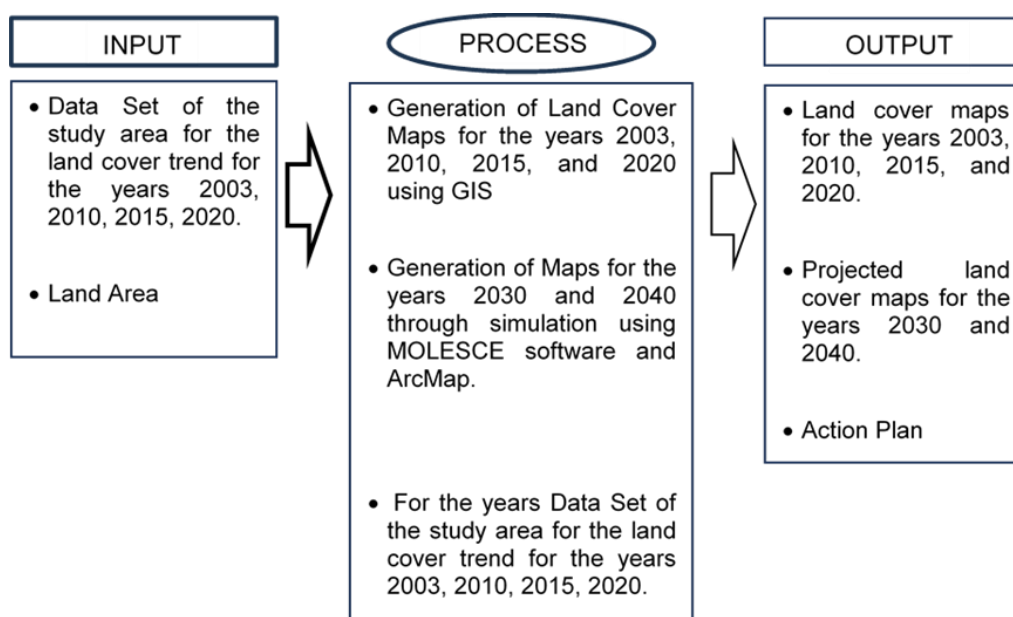 INPUT
• Data Set of the
study area for the
land cover trend for
the years 2003,
2010, 2015, 2020.
• Land Area
PROCESS
• Generation of Land Cover
Maps for the years 2003,
2010, 2015, and 2020
using GIS
• Generation of Maps for the
years 2030 and 2040
through simulation using
MOLESCE software and
ArcMap.
• For the years Data Set of
the study area for the land
cover trend for the years
2003, 2010, 2015, 2020.
OUTPUT
• Land cover maps
for the years 2003,
2010, 2015, and
2020.
• Projected land
cover maps for the
years 2030 and
2040.
• Action Plan